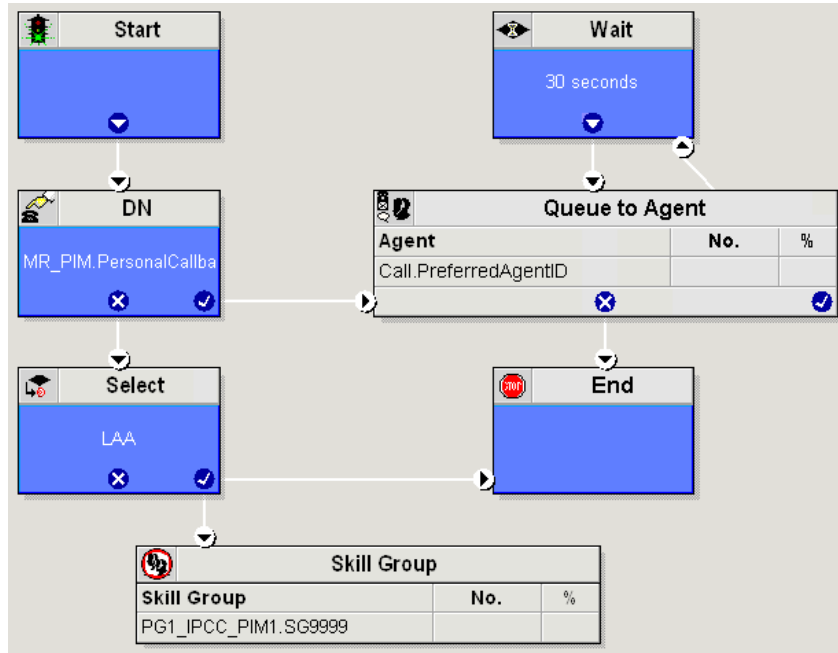 Start
Wait
30 seconds
DN
MR_PIM.PersonalCallba
Queue to Agent
Agent No. %
Call.PreferredAgentID
Select
LAA
End
STOP
Skill Group
Skill Group No. %
PG1_IPCC_PIM1.SG9999